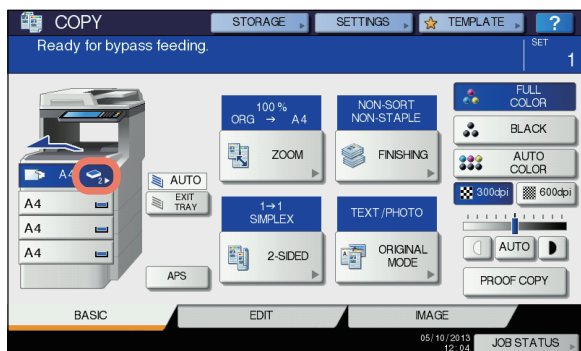 COPY
STORAGE
SETTINGS
TEMPLATE
?
Ready for bypass feeding.
SET
1
100 %
ORG → A4
ZOOM
NON-SORT
NON-STAPLE
FINISHING
FULL
COLOR
BLACK
AUTO
COLOR
300dpi
600dpi
A4
2
A4
A4
A4
AUTO
EXIT
TRAY
APS
1→1
SIMPLEX
2-SIDED
TEXT/PHOTO
ORIGINAL
MODE
AUTO
PROOF COPY
BASIC
EDIT
IMAGE
05/10/2013
12:04
JOB STATUS